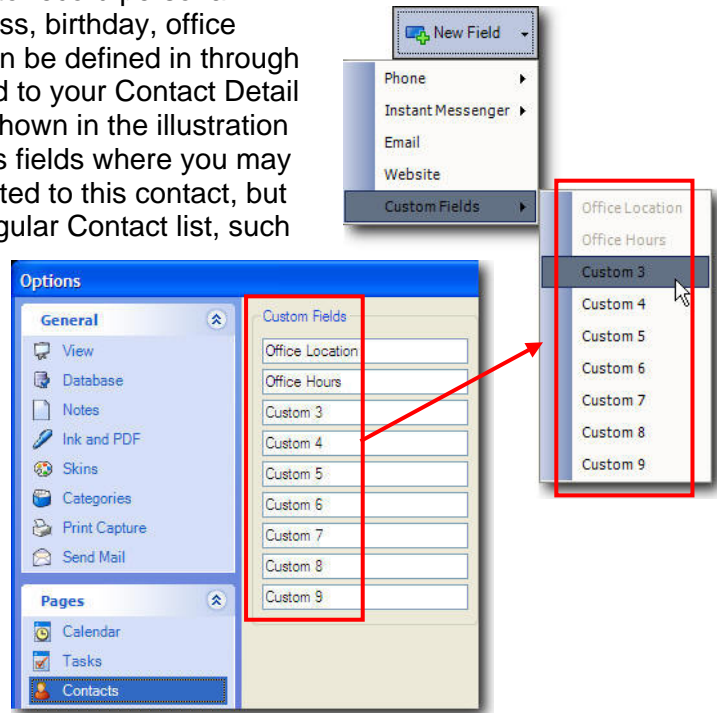 ss, birthday, office
n be defined in through
d to your Contact Detail
hown in the illustration
s fields where you may
ted to this contact, but
gular Contact list, such
New Field
Phone
Instant Messenger
Email
Website
Custom Fields
Office Location
Office Hours
Custom 3
Custom 4
Custom 5
Custom 6
Custom 7
Custom 8
Custom 9
Options
General
View
Database
Notes
Ink and PDF
Skins
Categories
Print Capture
Send Mail
Pages
Calendar
Tasks
Contacts
Custom Fields
Office Location
Office Hours
Custom 3
Custom 4
Custom 5
Custom 6
Custom 7
Custom 8
Custom 9